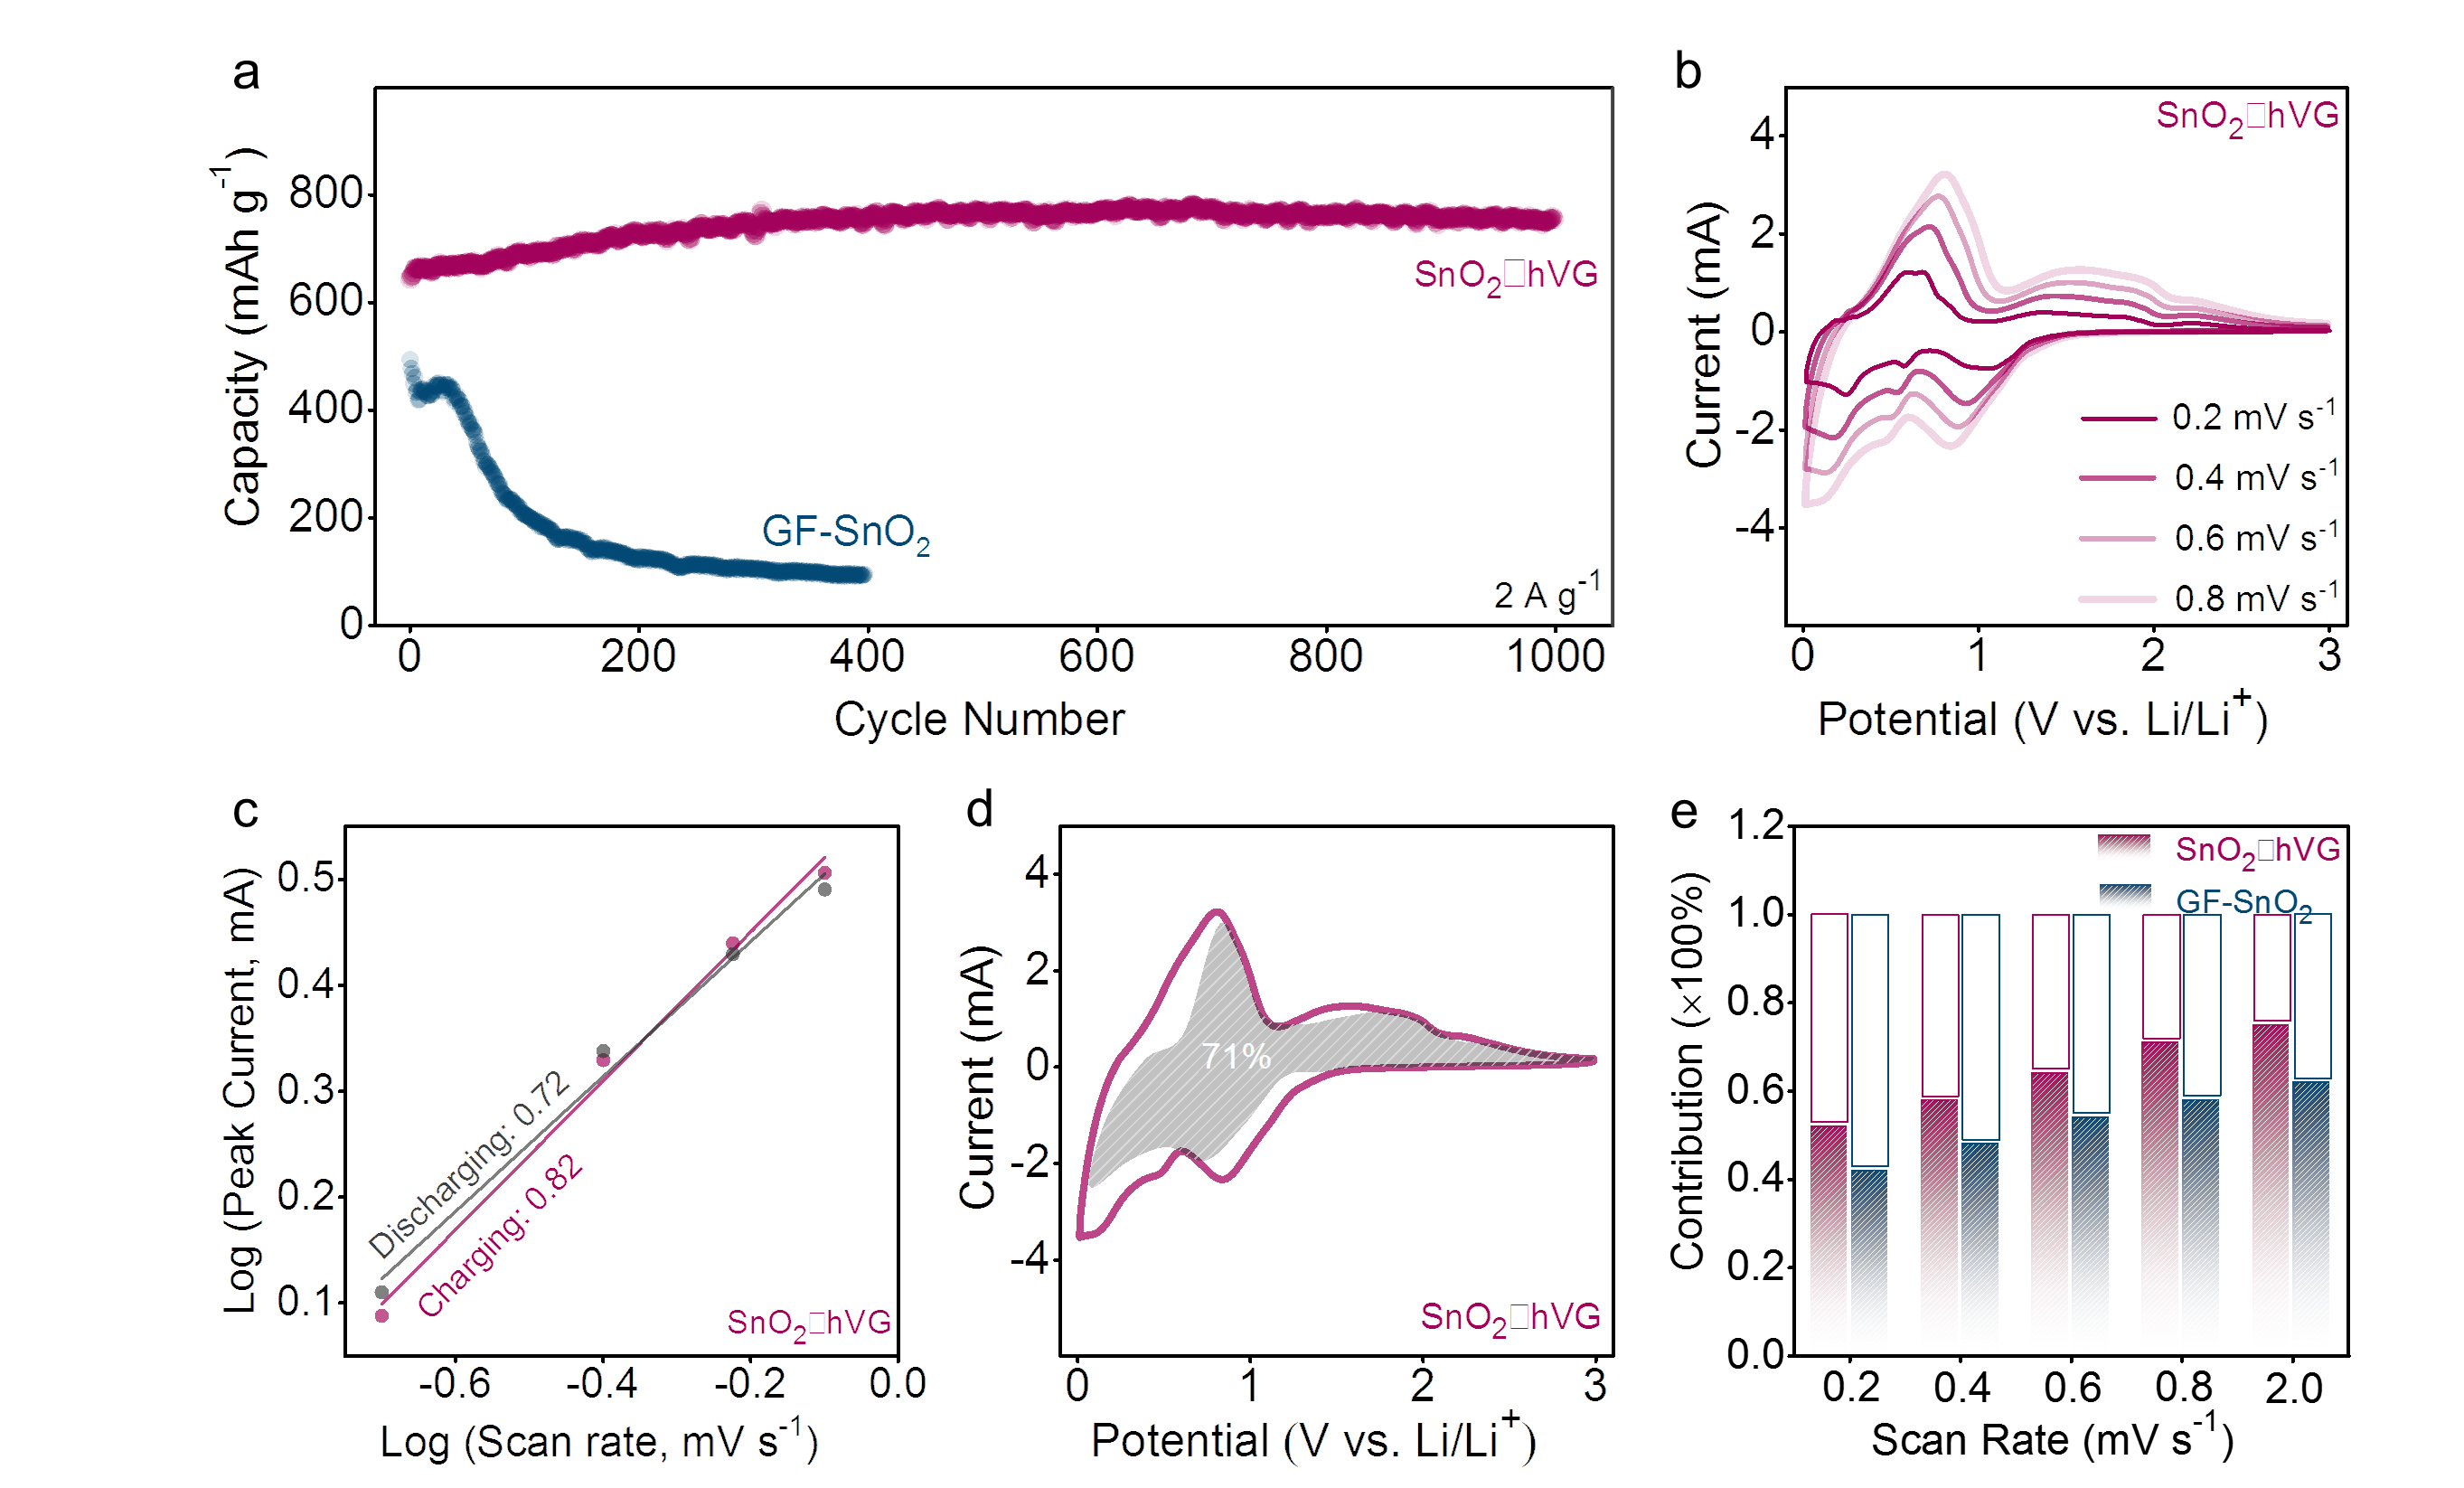 a
Capacity (mAh g⁻¹)
800
600
400
200
0
0 200 400 600 800 1000
Cycle Number
SnO₂□hVG
GF-SnO₂
2 A g⁻¹
b
Current (mA)
4
2
0
-2
-4
0 1 2 3
Potential (V vs. Li/Li⁺)
SnO₂□hVG
0.2 mV s⁻¹
0.4 mV s⁻¹
0.6 mV s⁻¹
0.8 mV s⁻¹
c
Log (Peak Current, mA)
0.5
0.4
0.3
0.2
0.1
-0.6 -0.4 -0.2 0.0
Log (Scan rate, mV s⁻¹)
Discharging: 0.72
Charging: 0.82
SnO₂□hVG
d
Current (mA)
4
2
0
-2
-4
0 1 2 3
Potential (V vs. Li/Li⁺)
71%
SnO₂□hVG
e
Contribution (×100%)
1.2
1.0
0.8
0.6
0.4
0.2
0.0
0.2 0.4 0.6 0.8 2.0
Scan Rate (mV s⁻¹)
SnO₂□hVG
GF-SnO₂